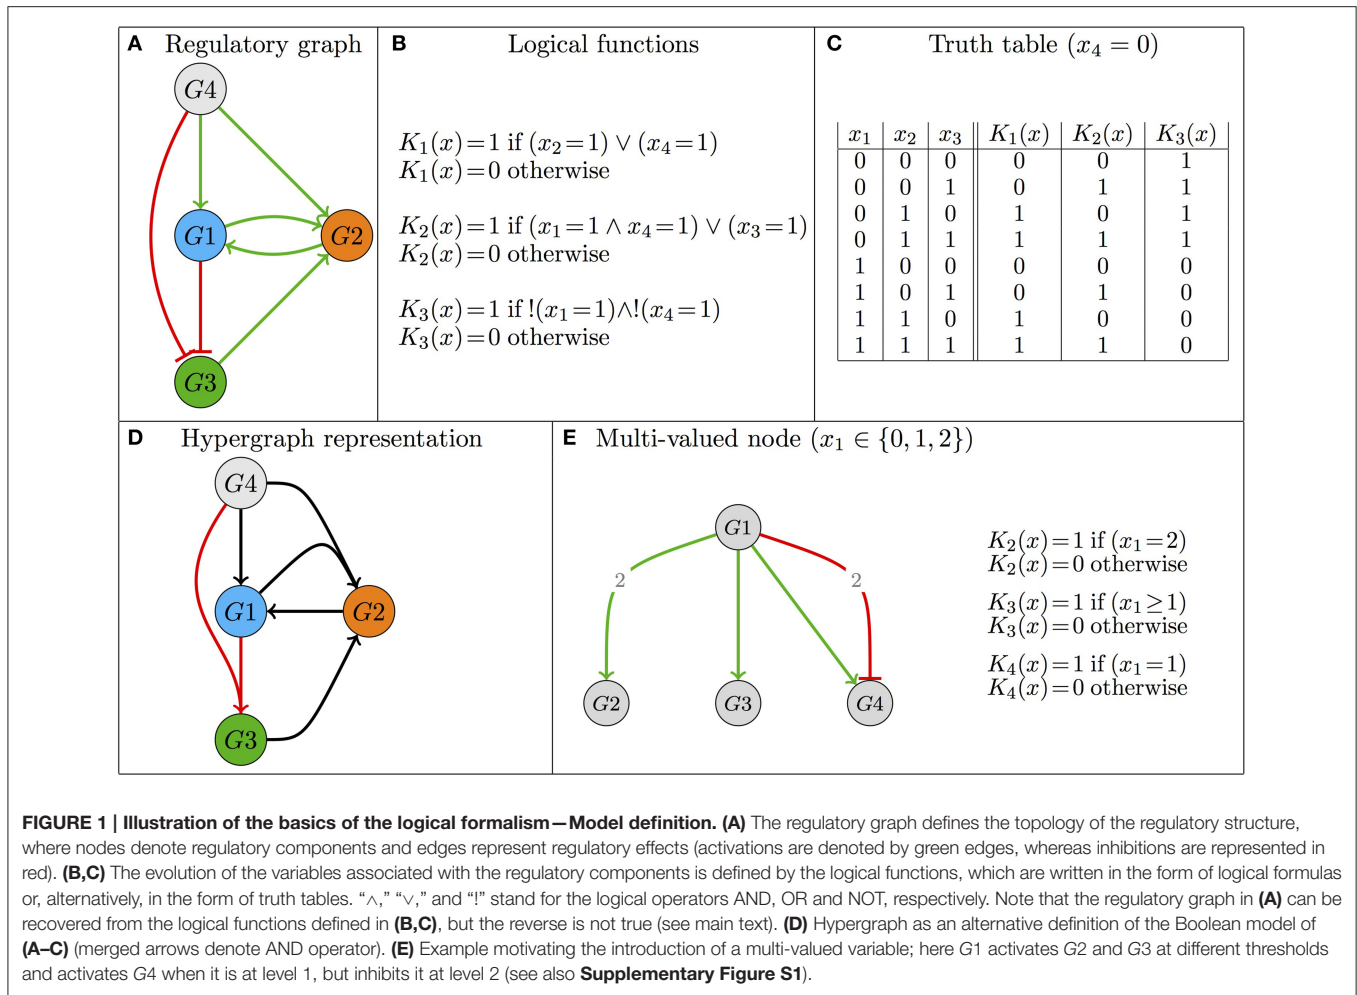 A Regulatory graph
G4
G1
G2
G3
B Logical functions
K₁(x)=1 if (x₂=1) ∨ (x₄=1)
K₁(x)=0 otherwise
K₂(x)=1 if (x₁=1 ∧ x₄=1) ∨ (x₃=1)
K₂(x)=0 otherwise
K₃(x)=1 if !(x₁=1)∧!(x₄=1)
K₃(x)=0 otherwise
C Truth table (x₄ = 0)
x₁ x₂ x₃ K₁(x) K₂(x) K₃(x)
0 0 0 0 0 1
0 0 1 0 1 1
0 1 0 1 0 1
0 1 1 1 1 1
1 0 0 0 0 0
1 0 1 0 1 0
1 1 0 1 0 0
1 1 1 1 1 0
D Hypergraph representation
G4
G1
G2
G3
E Multi-valued node (x₁ ∈ {0, 1, 2})
G1
2
2
G2
G3
G4
K₂(x)=1 if (x₁=2)
K₂(x)=0 otherwise
K₃(x)=1 if (x₁≥1)
K₃(x)=0 otherwise
K₄(x)=1 if (x₁=1)
K₄(x)=0 otherwise
FIGURE 1 | Illustration of the basics of the logical formalism—Model definition. (A) The regulatory graph defines the topology of the regulatory structure,
where nodes denote regulatory components and edges represent regulatory effects (activations are denoted by green edges, whereas inhibitions are represented in
red). (B,C) The evolution of the variables associated with the regulatory components is defined by the logical functions, which are written in the form of logical formulas
or, alternatively, in the form of truth tables. “∧,” “∨,” and “!” stand for the logical operators AND, OR and NOT, respectively. Note that the regulatory graph in (A) can be
recovered from the logical functions defined in (B,C), but the reverse is not true (see main text). (D) Hypergraph as an alternative definition of the Boolean model of
(A–C) (merged arrows denote AND operator). (E) Example motivating the introduction of a multi-valued variable; here G1 activates G2 and G3 at different thresholds
and activates G4 when it is at level 1, but inhibits it at level 2 (see also Supplementary Figure S1).